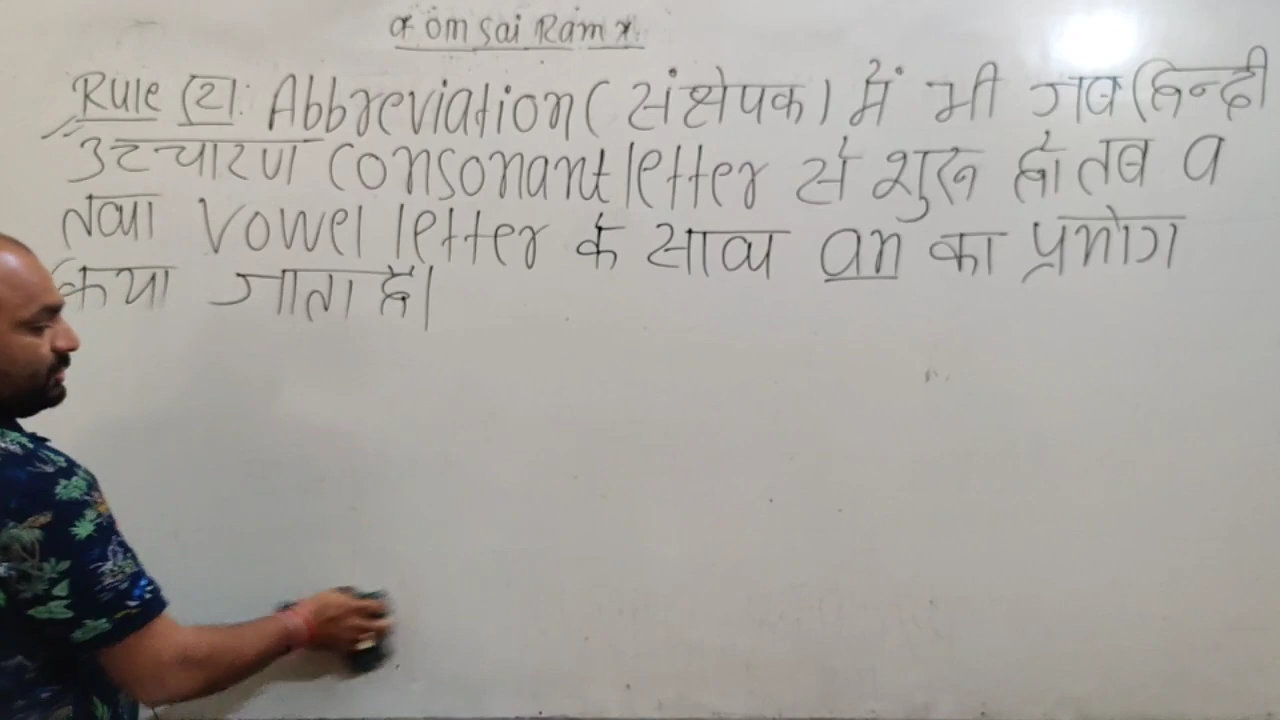 * om sai Ram *
Rule (2): Abbreviation (संक्षेपक) में भी जब (हिन्दी
उच्चारण consonant letter से शुरू हो तब a
तथा vowel letter के साथ an का प्रयोग
किया जाता है।